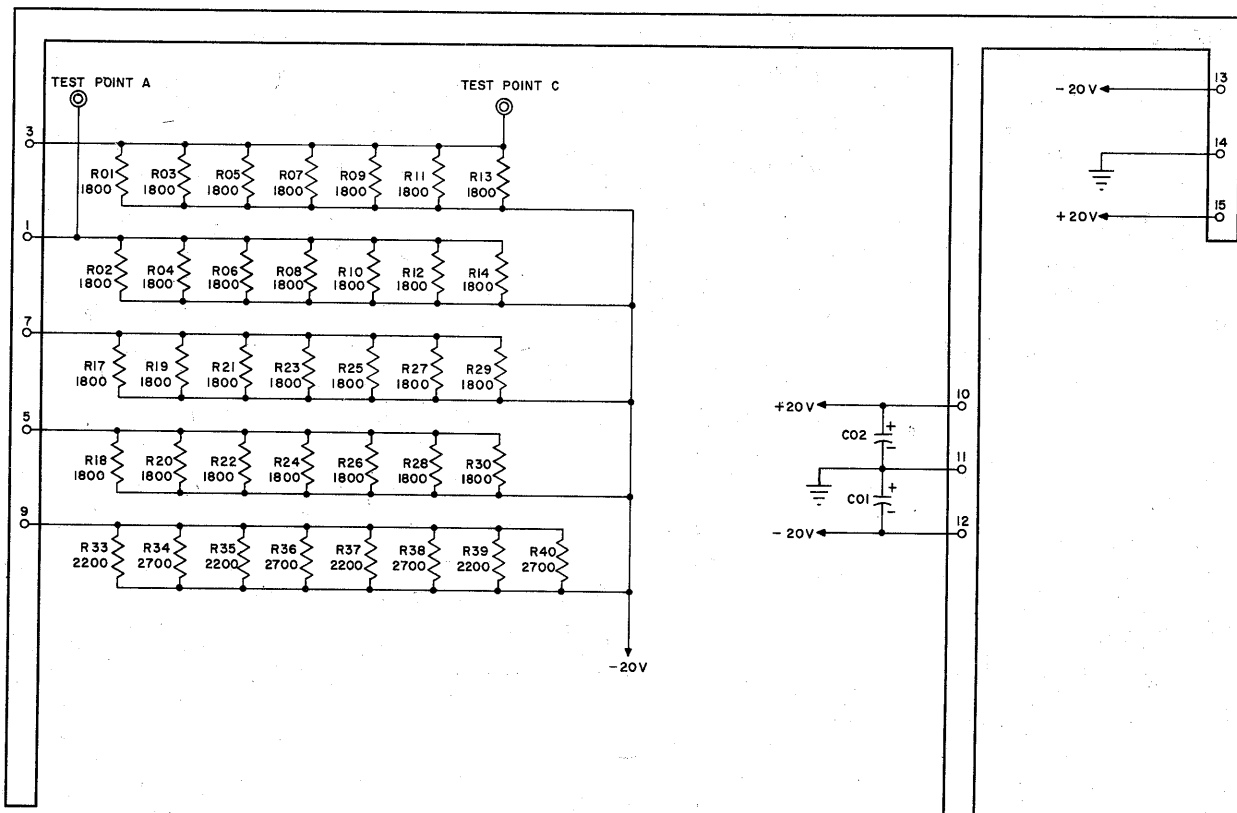 TEST POINT A
TEST POINT C
3
R01 R03 R05 R07 R09 R11 R13
1800 1800 1800 1800 1800 1800 1800
1
R02 R04 R06 R08 R10 R12 R14
1800 1800 1800 1800 1800 1800 1800
7
R17 R19 R21 R23 R25 R27 R29
1800 1800 1800 1800 1800 1800 1800
5
R18 R20 R22 R24 R26 R28 R30
1800 1800 1800 1800 1800 1800 1800
9
R33 R34 R35 R36 R37 R38 R39 R40
2200 2700 2200 2700 2200 2700 2200 2700
-20V
+20V 10
CO2 + -
11
CO1 + -
-20V 12
-20V 13
14
+20V 15